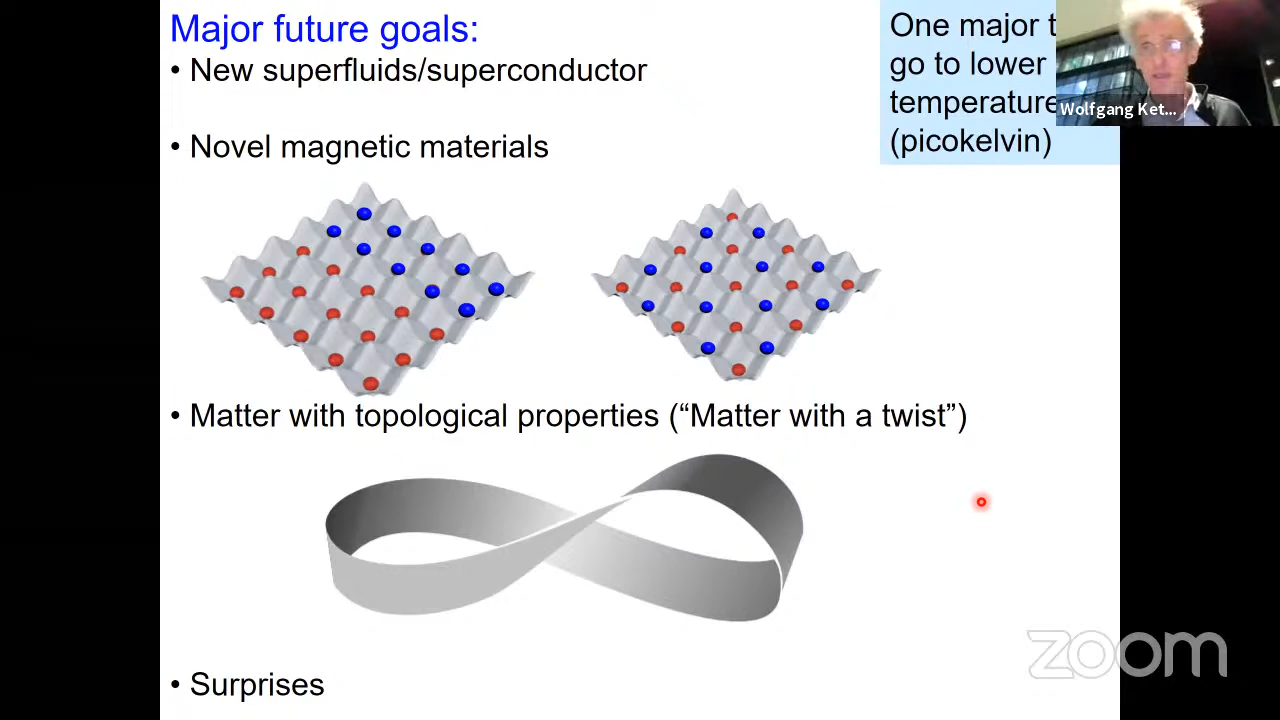 Major future goals:
• New superfluids/superconductor
• Novel magnetic materials
• Matter with topological properties (“Matter with a twist”)
• Surprises
One major
go to lower
temperature
(picokelvin)
Wolfgang Ket...
zoom